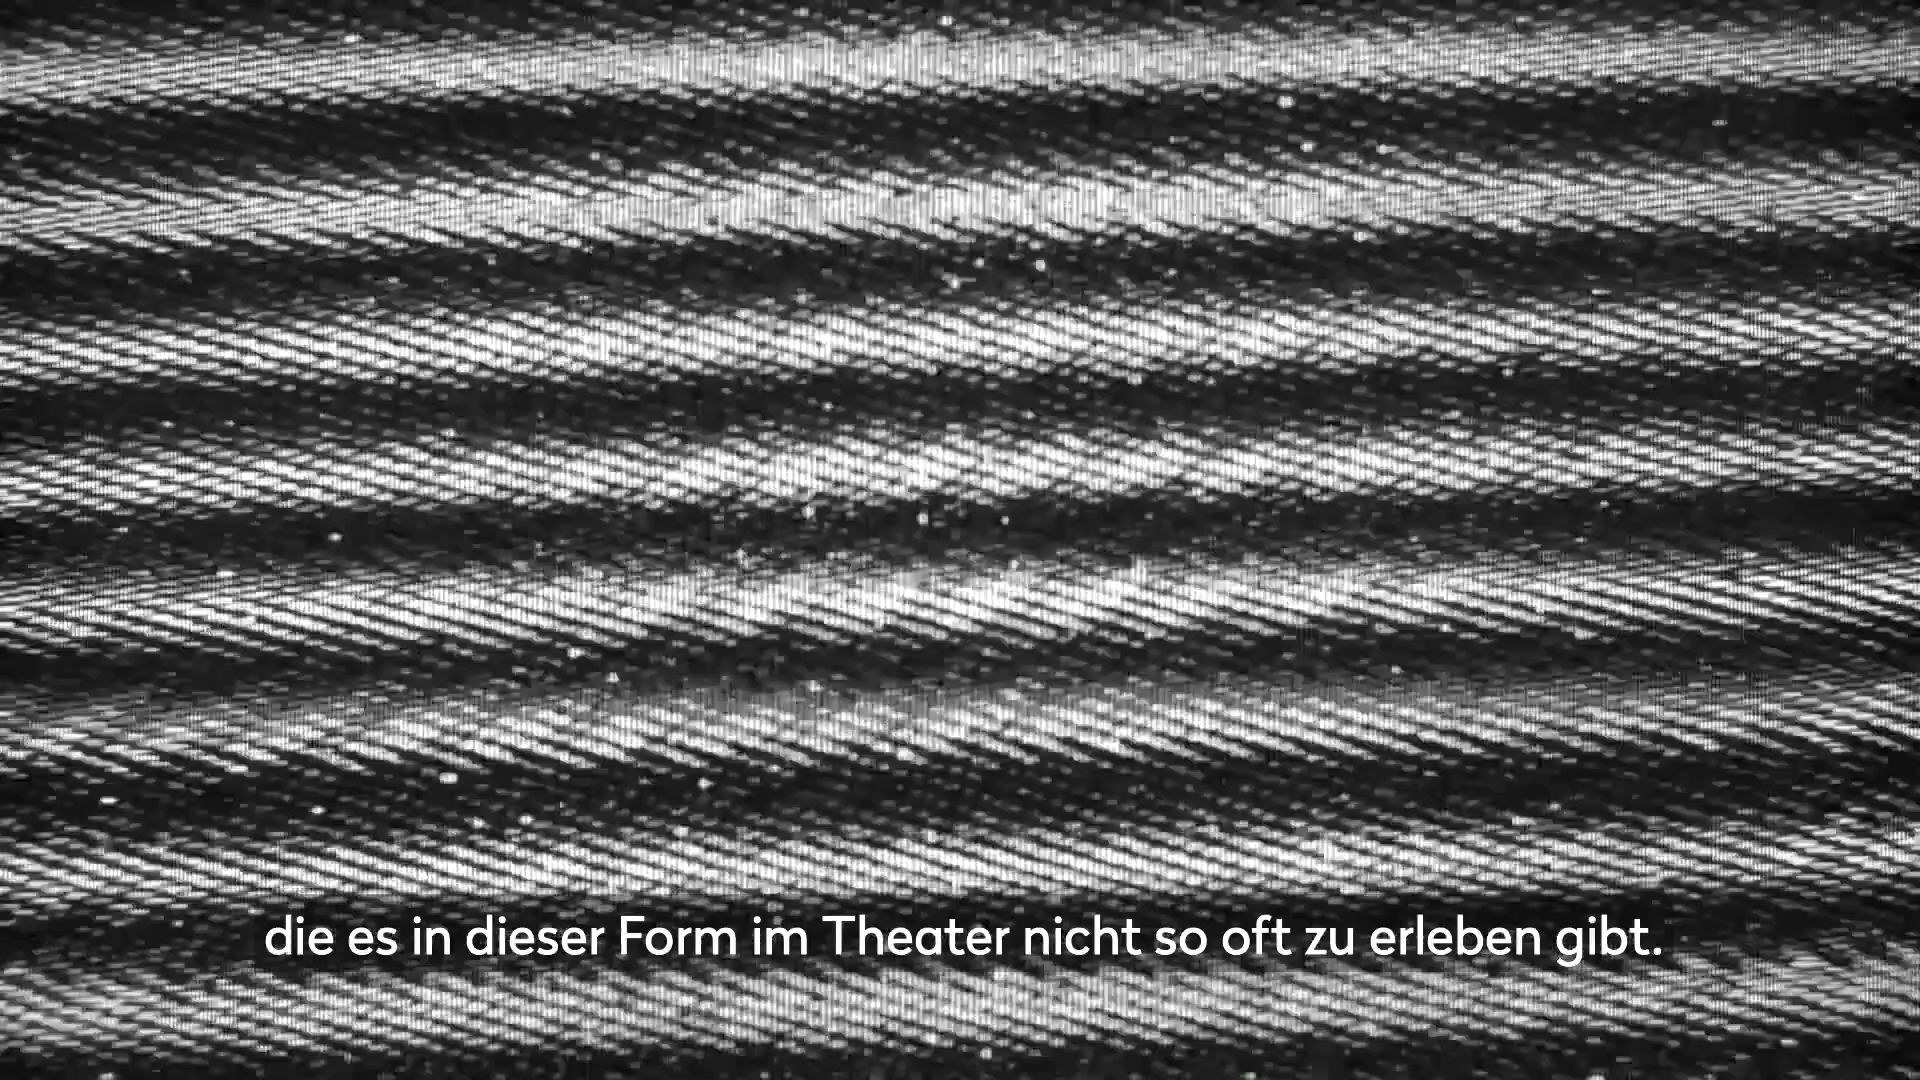 die es in dieser Form im Theater nicht so oft zu erleben gibt.